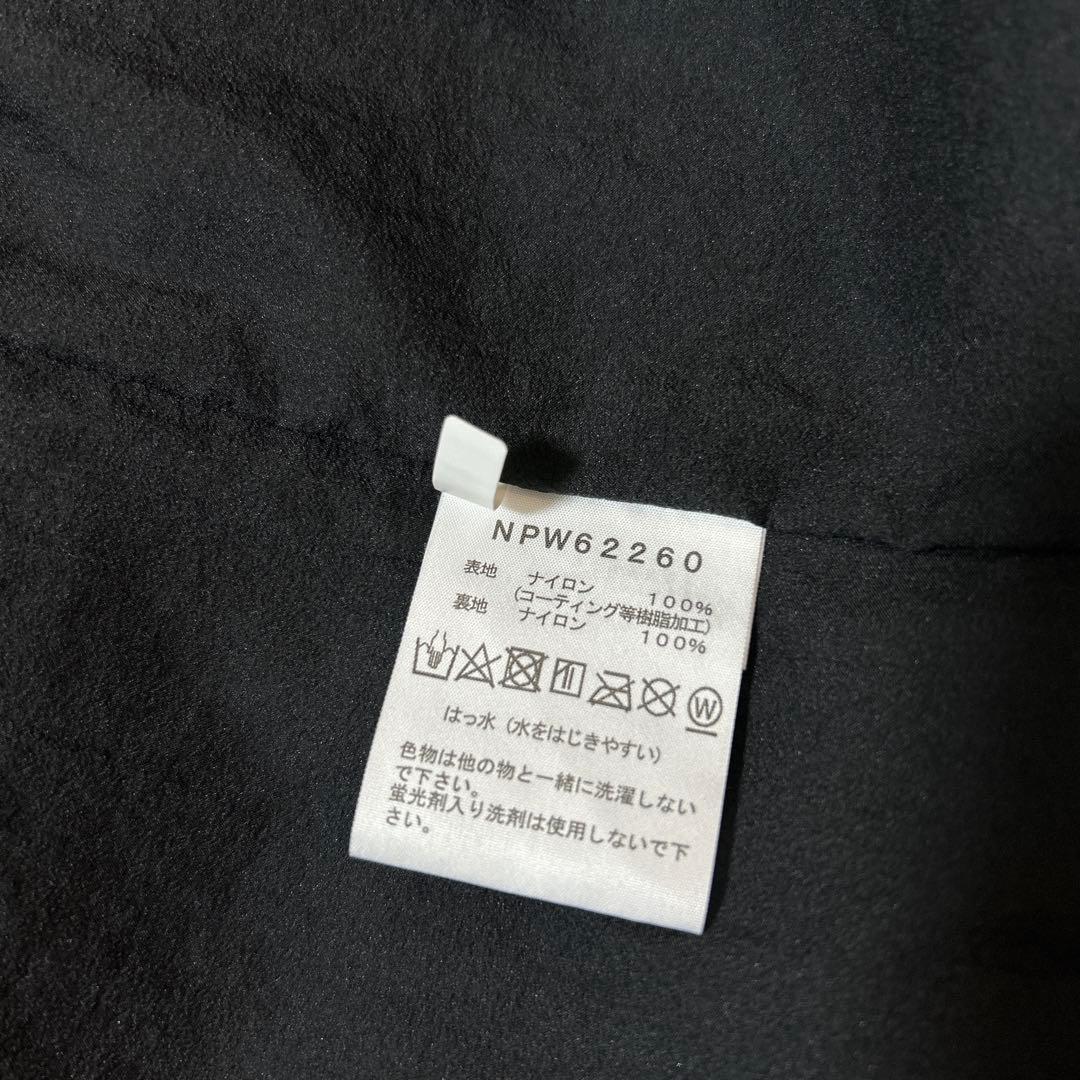 NPW62260
表地 ナイロン 100%
(コーティング等樹脂加工)
裏地 ナイロン 100%
W
はっ水(水をはじきやすい)
色物は他の物と一緒に洗濯しない
で下さい。
蛍光剤入り洗剤は使用しないで下
さい。